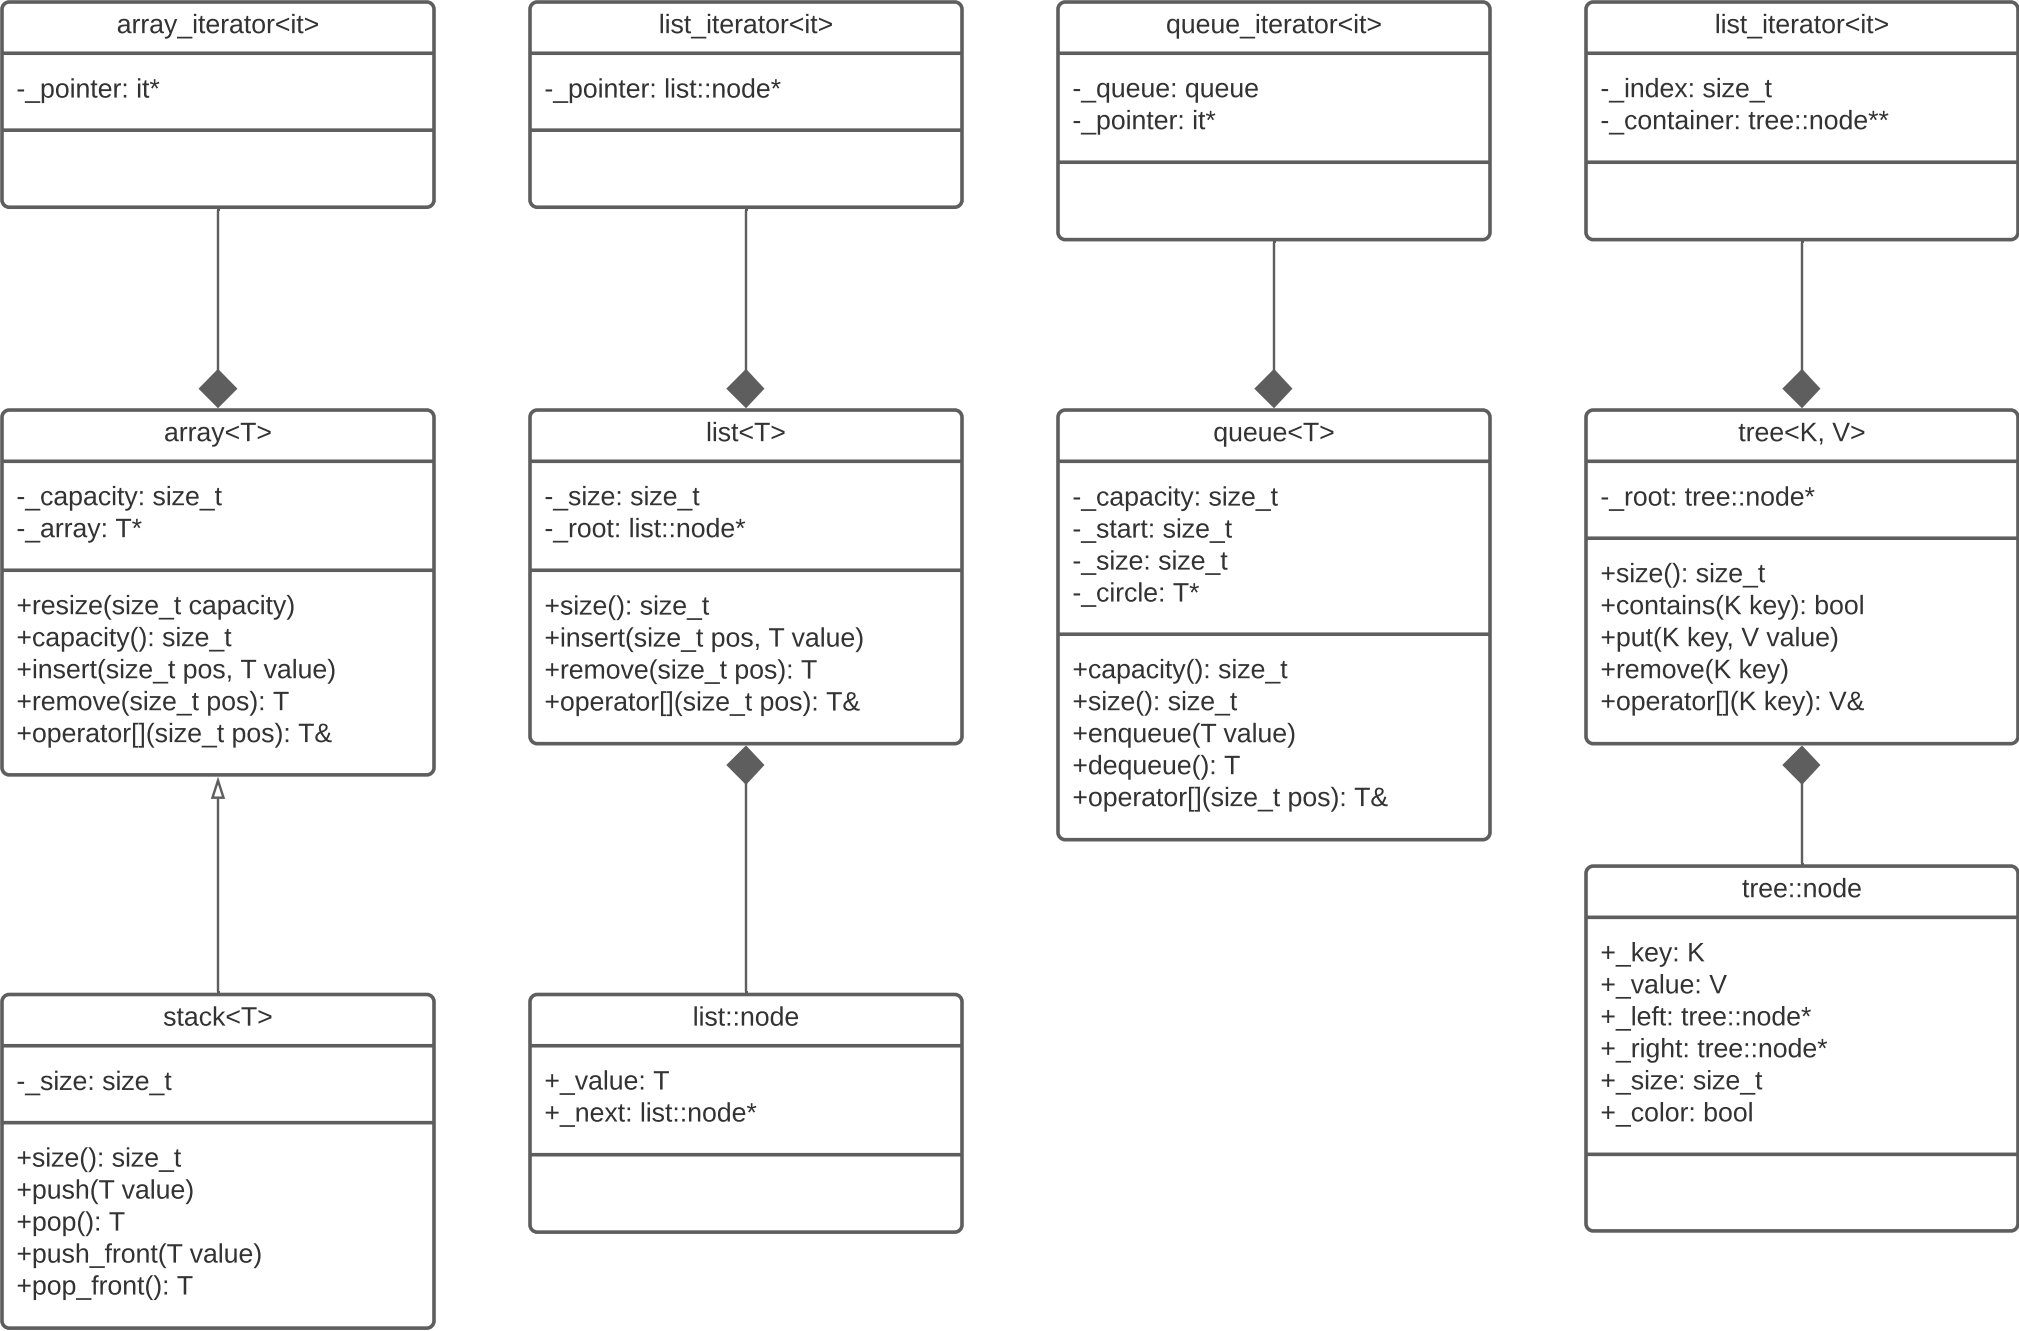 array_iterator<it>
-_pointer: it*
list_iterator<it>
-_pointer: list::node*
queue_iterator<it>
-_queue: queue
-_pointer: it*
list_iterator<it>
-_index: size_t
-_container: tree::node**
array<T>
-_capacity: size_t
-_array: T*
+resize(size_t capacity)
+capacity(): size_t
+insert(size_t pos, T value)
+remove(size_t pos): T
+operator[](size_t pos): T&
list<T>
-_size: size_t
-_root: list::node*
+size(): size_t
+insert(size_t pos, T value)
+remove(size_t pos): T
+operator[](size_t pos): T&
queue<T>
-_capacity: size_t
-_start: size_t
-_size: size_t
-_circle: T*
+capacity(): size_t
+size(): size_t
+enqueue(T value)
+dequeue(): T
+operator[](size_t pos): T&
tree<K, V>
-_root: tree::node*
+size(): size_t
+contains(K key): bool
+put(K key, V value)
+remove(K key)
+operator[](K key): V&
stack<T>
-_size: size_t
+size(): size_t
+push(T value)
+pop(): T
+push_front(T value)
+pop_front(): T
list::node
+_value: T
+_next: list::node*
tree::node
+_key: K
+_value: V
+_left: tree::node*
+_right: tree::node*
+_size: size_t
+_color: bool